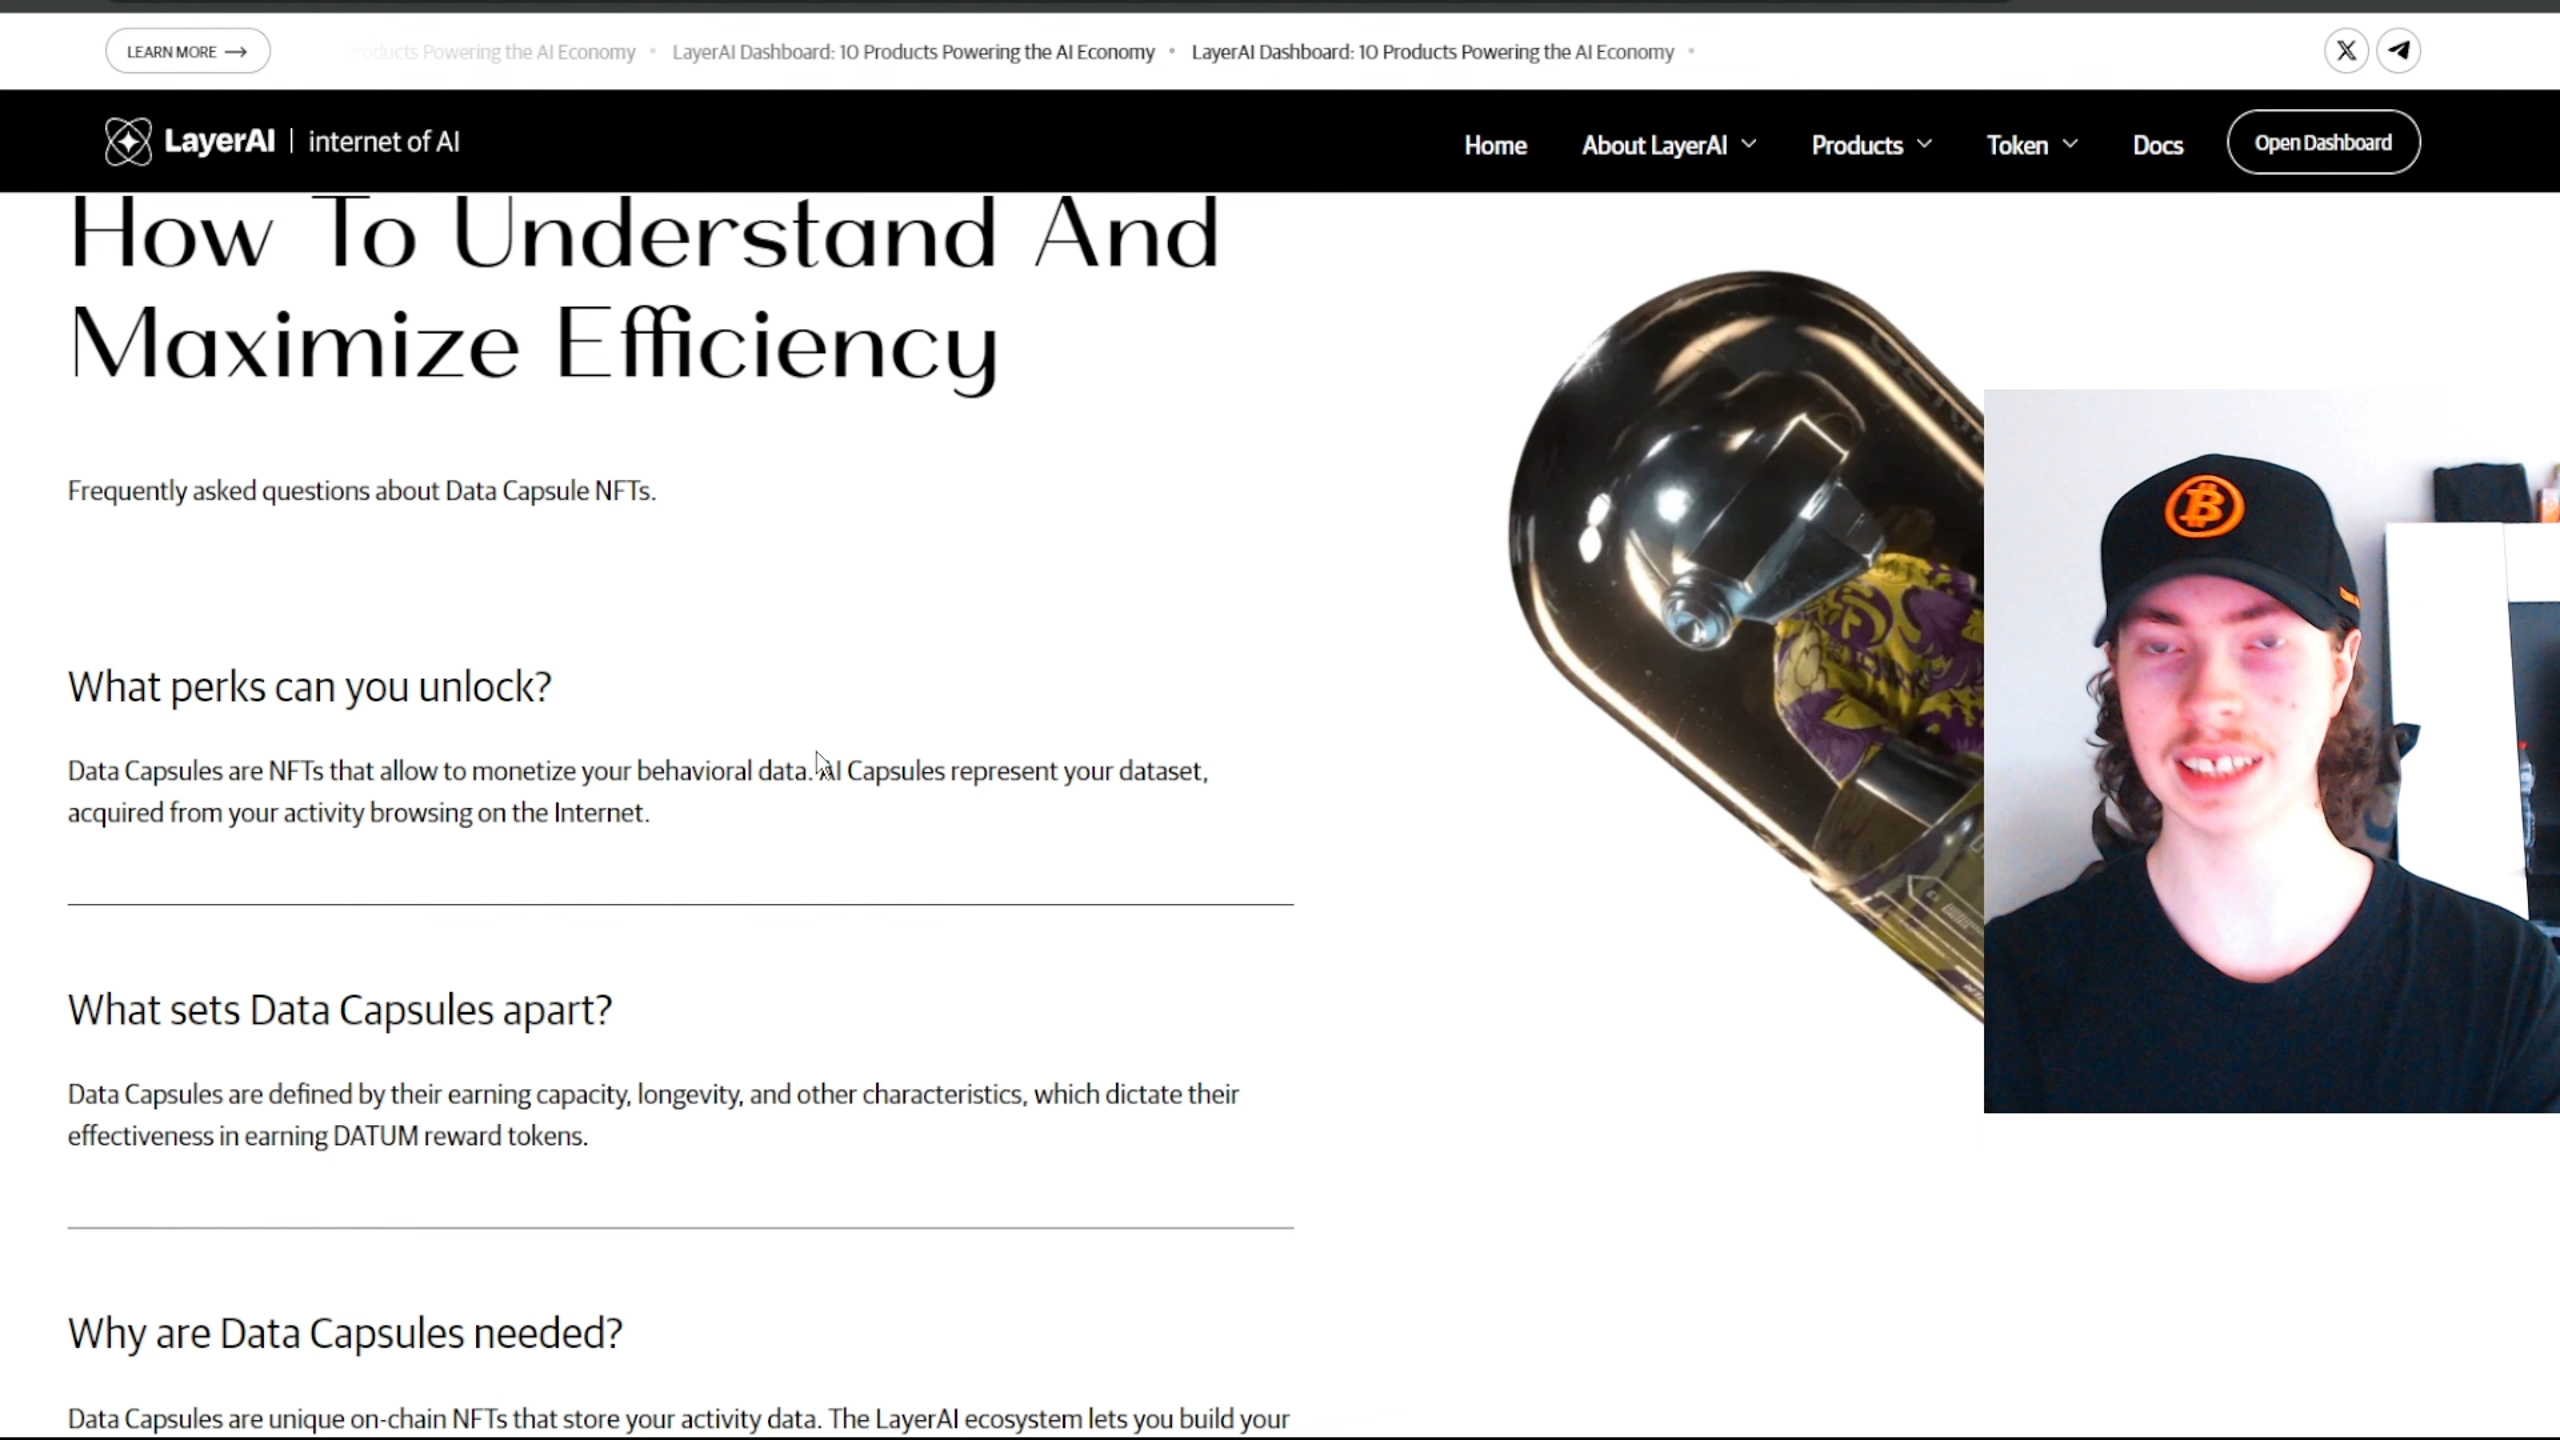 LEARN MORE →
roducts Powering the AI Economy • LayerAI Dashboard: 10 Products Powering the AI Economy • LayerAI Dashboard: 10 Products Powering the AI Economy •
LayerAI | internet of AI
Home
About LayerAI
Products
Token
Docs
Open Dashboard
How To Understand And
Maximize Efficiency
Frequently asked questions about Data Capsule NFTs.
What perks can you unlock?
Data Capsules are NFTs that allow to monetize your behavioral data. AI Capsules represent your dataset,
acquired from your activity browsing on the Internet.
What sets Data Capsules apart?
Data Capsules are defined by their earning capacity, longevity, and other characteristics, which dictate their
effectiveness in earning DATUM reward tokens.
Why are Data Capsules needed?
Data Capsules are unique on-chain NFTs that store your activity data. The LayerAI ecosystem lets you build your